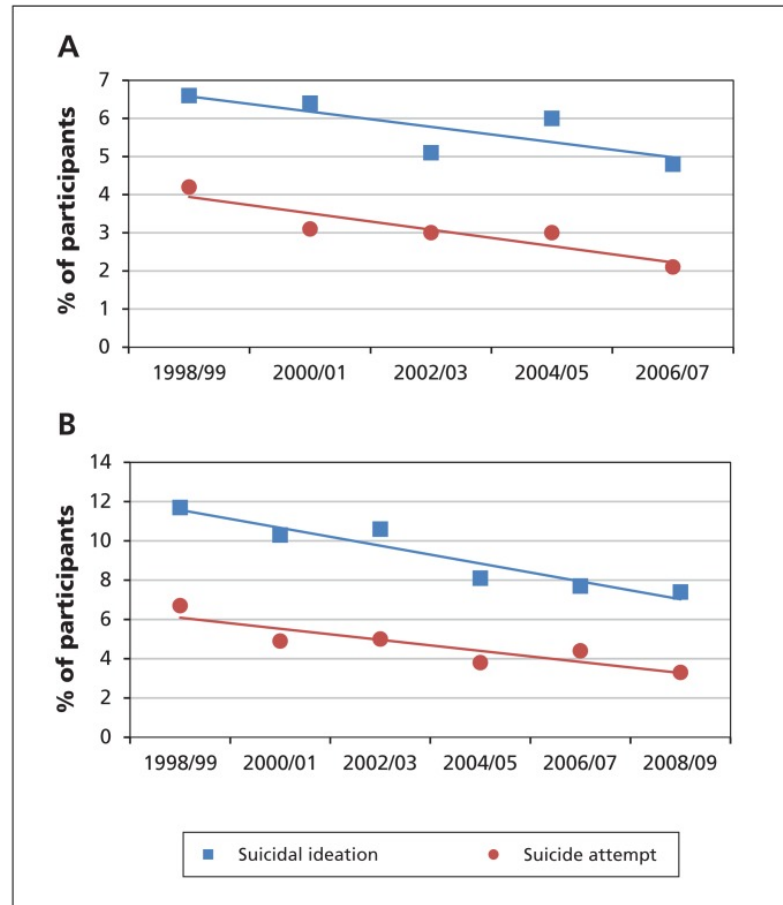 A
7
6
5
4
3
2
1
0
% of participants
1998/99 2000/01 2002/03 2004/05 2006/07
B
14
12
10
8
6
4
2
0
% of participants
1998/99 2000/01 2002/03 2004/05 2006/07 2008/09
Suicidal ideation Suicide attempt